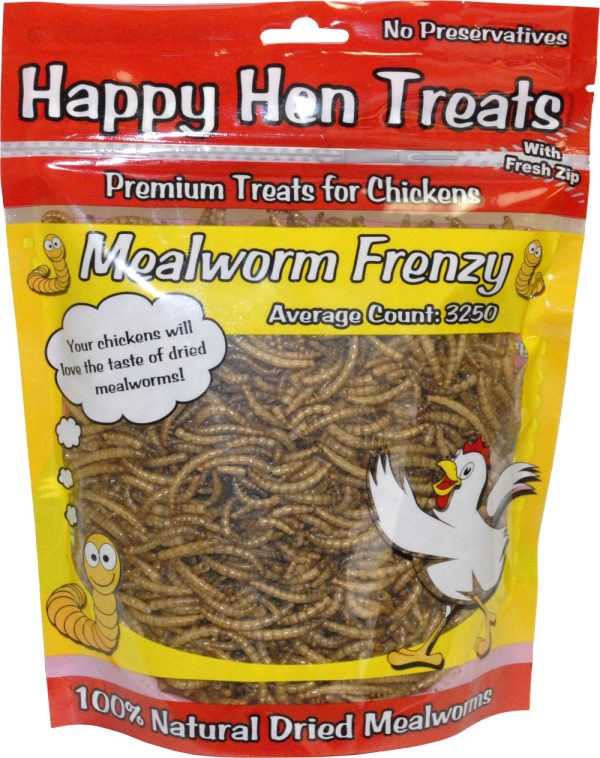 No Preservatives
Happy Hen Treats
With
Fresh Zip
Premium Treats for Chickens
Mealworm Frenzy
Average Count: 3250
Your chickens will
love the taste of dried
mealworms!
100% Natural Dried Mealworms